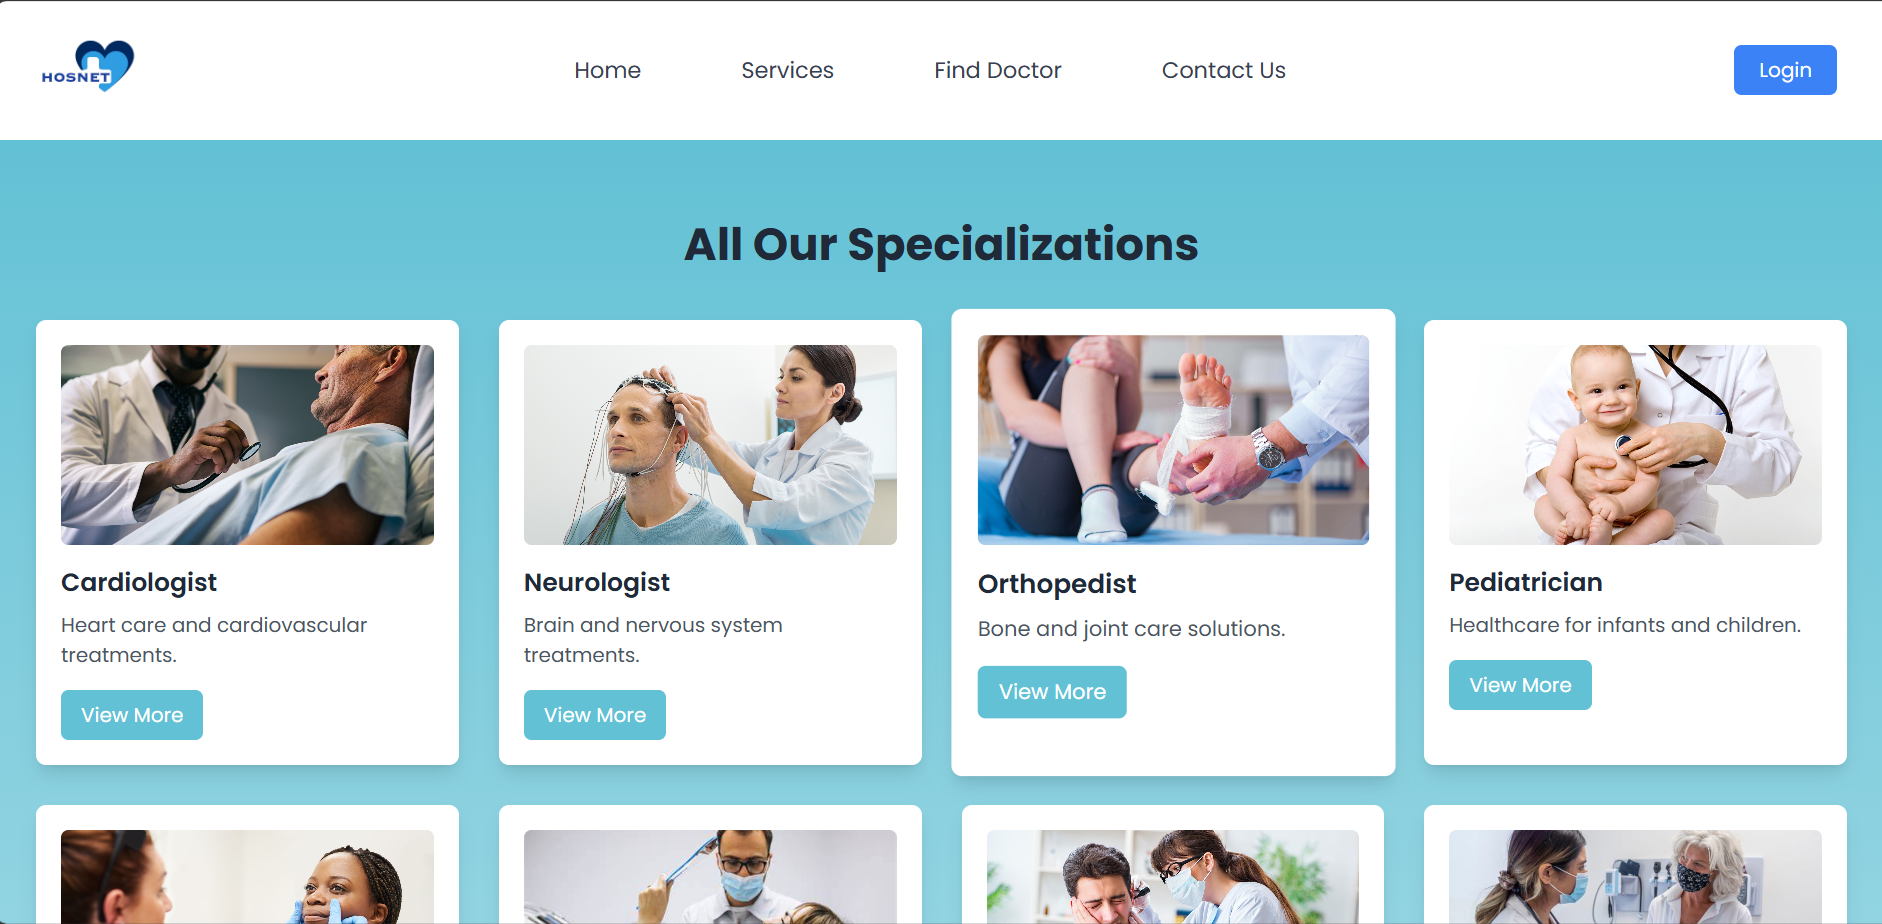 HOSNET
Home
Services
Find Doctor
Contact Us
Login
All Our Specializations
Cardiologist
Heart care and cardiovascular
treatments.
View More
Neurologist
Brain and nervous system
treatments.
View More
Orthopedist
Bone and joint care solutions.
View More
Pediatrician
Healthcare for infants and children.
View More